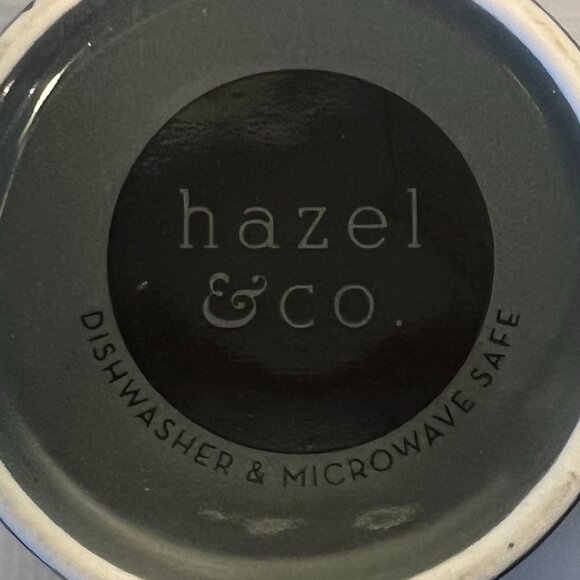 hazel
& co.
DISHWASHER & MICROWAVE SAFE